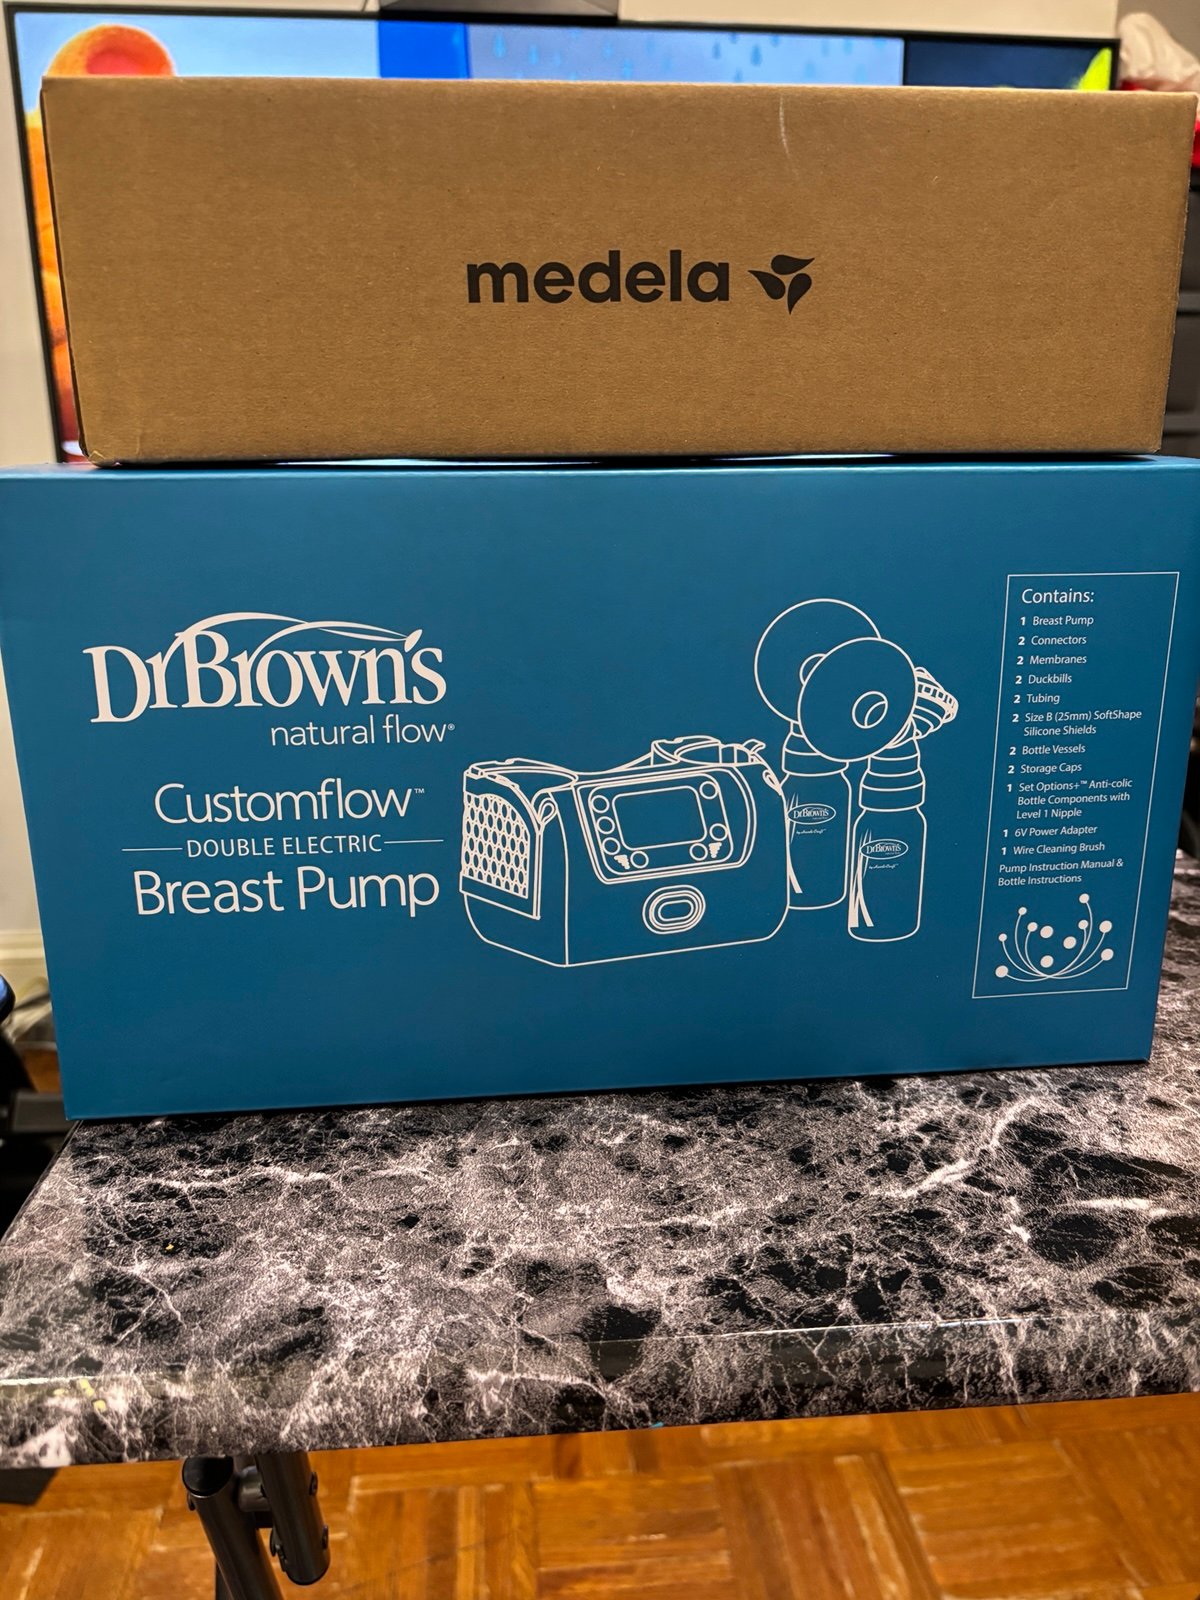 medela
DrBrown's
natural flow®
Customflow™
DOUBLE ELECTRIC
Breast Pump
DrBrown's
DrBrown's
Contains:
1 Breast Pump
2 Connectors
2 Membranes
2 Duckbills
2 Tubing
2 Size B (25mm) SoftShape
Silicone Shields
2 Bottle Vessels
2 Storage Caps
1 Set Options+™ Anti-colic
Bottle Components with
Level 1 Nipple
1 6V Power Adapter
1 Wire Cleaning Brush
Pump Instruction Manual &
Bottle Instructions